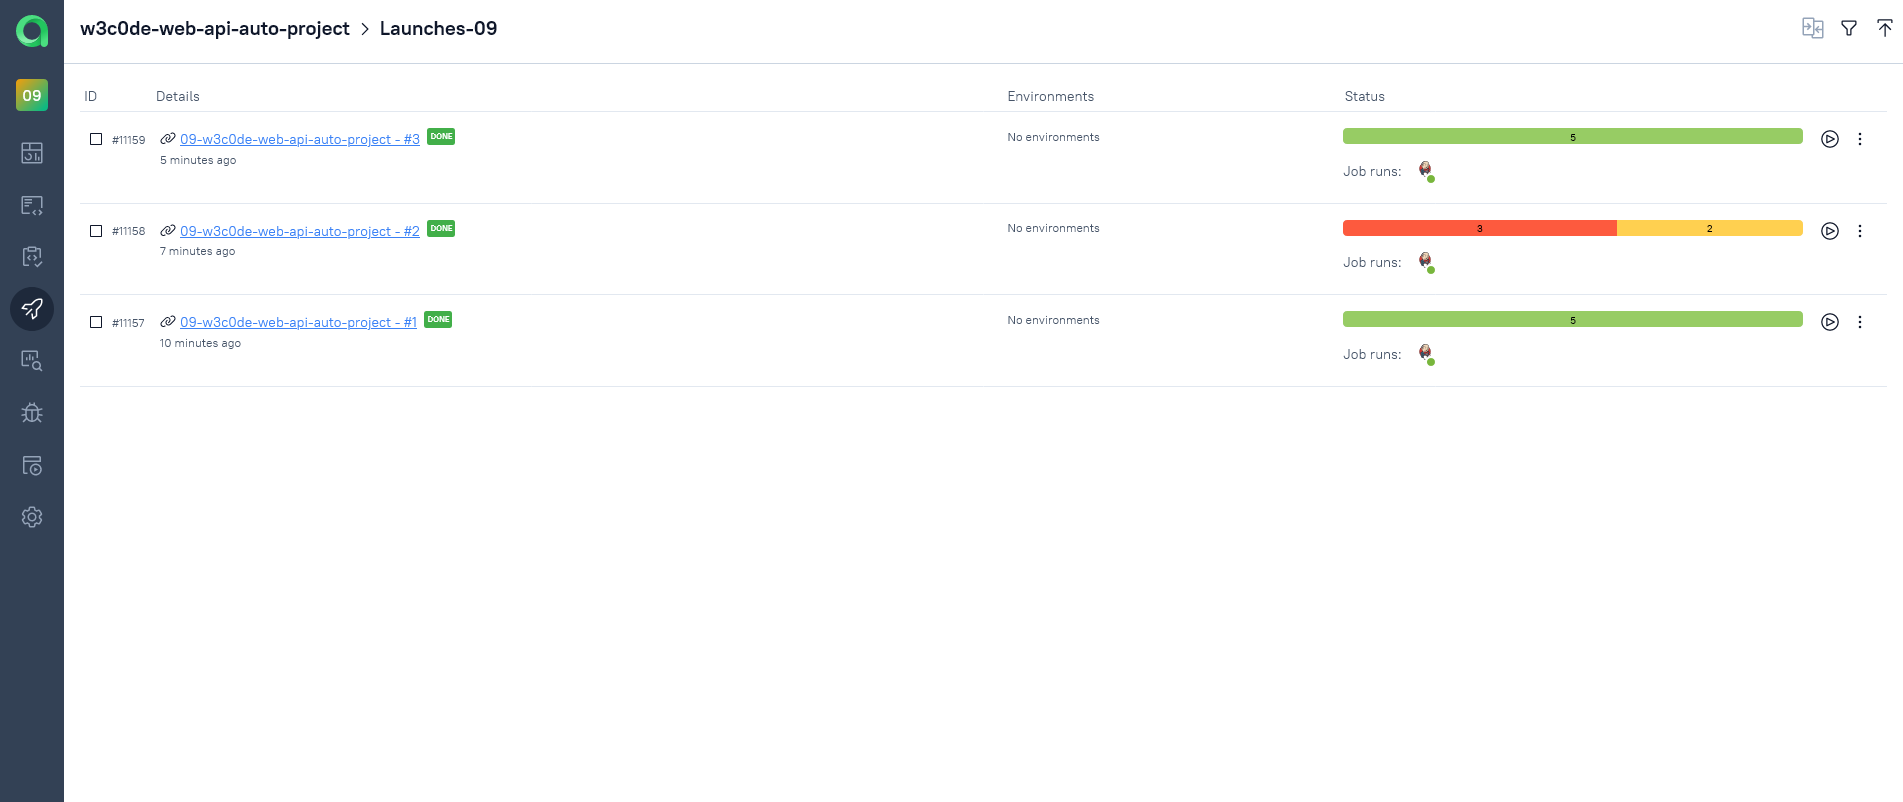 w3c0de-web-api-auto-project > Launches-09
09
ID Details Environments Status
#11159 09-w3c0de-web-api-auto-project - #3 DONE No environments 5
5 minutes ago
Job runs:
#11158 09-w3c0de-web-api-auto-project - #2 DONE No environments 3 2
7 minutes ago
Job runs:
#11157 09-w3c0de-web-api-auto-project - #1 DONE No environments 5
10 minutes ago
Job runs: